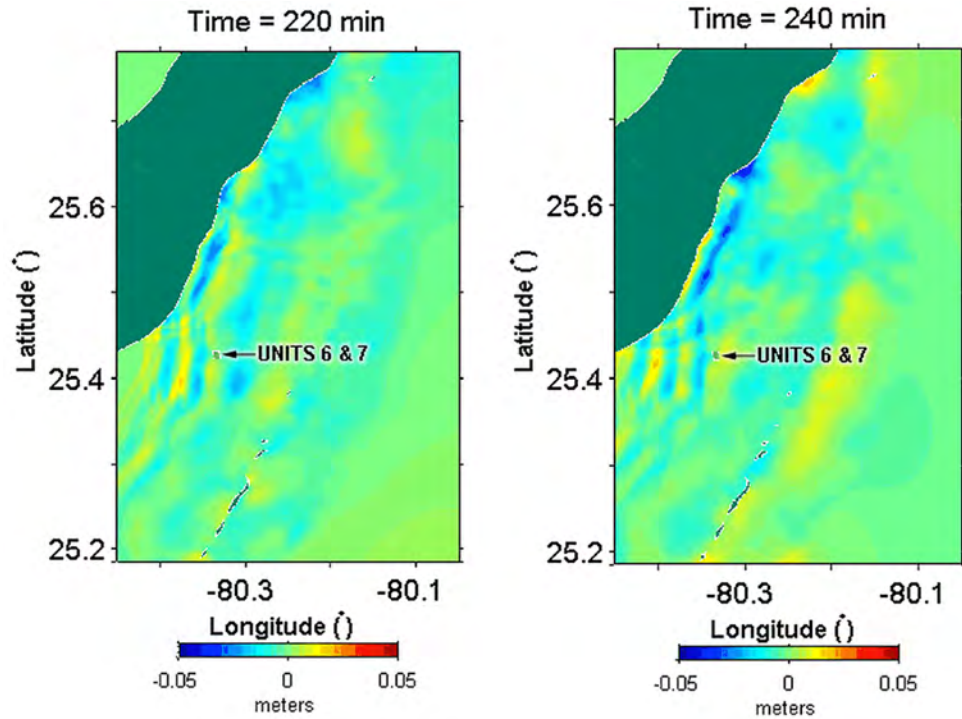 Time = 220 min
Latitude (°)
25.6
25.4
25.2
UNITS 6 & 7
-80.3
-80.1
Longitude (°)
-0.05
0
0.05
meters
Time = 240 min
Latitude (°)
25.6
25.4
25.2
UNITS 6 & 7
-80.3
-80.1
Longitude (°)
-0.05
0
0.05
meters